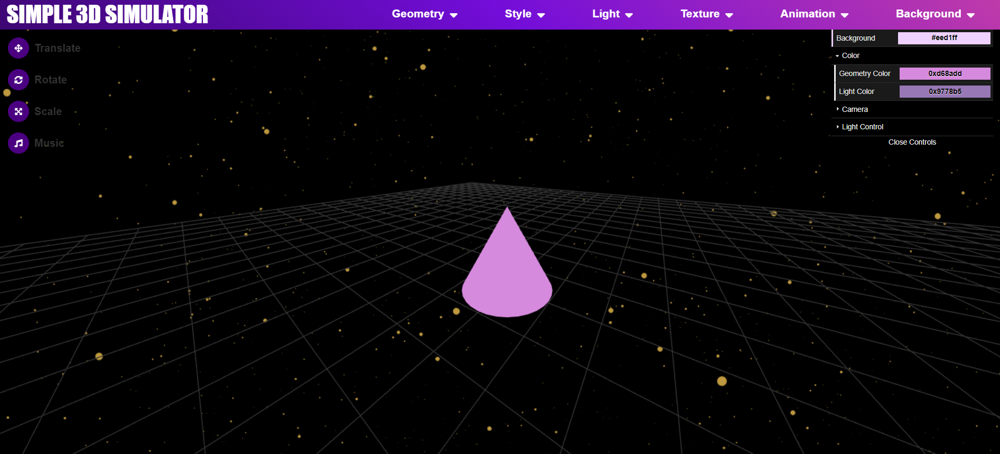 SIMPLE 3D SIMULATOR
Geometry Style Light Texture Animation Background
Translate
Rotate
Scale
Music
Background #eed1ff
Color
Geometry Color 0xd68add
Light Color 0x9778b5
Camera
Light Control
Close Controls